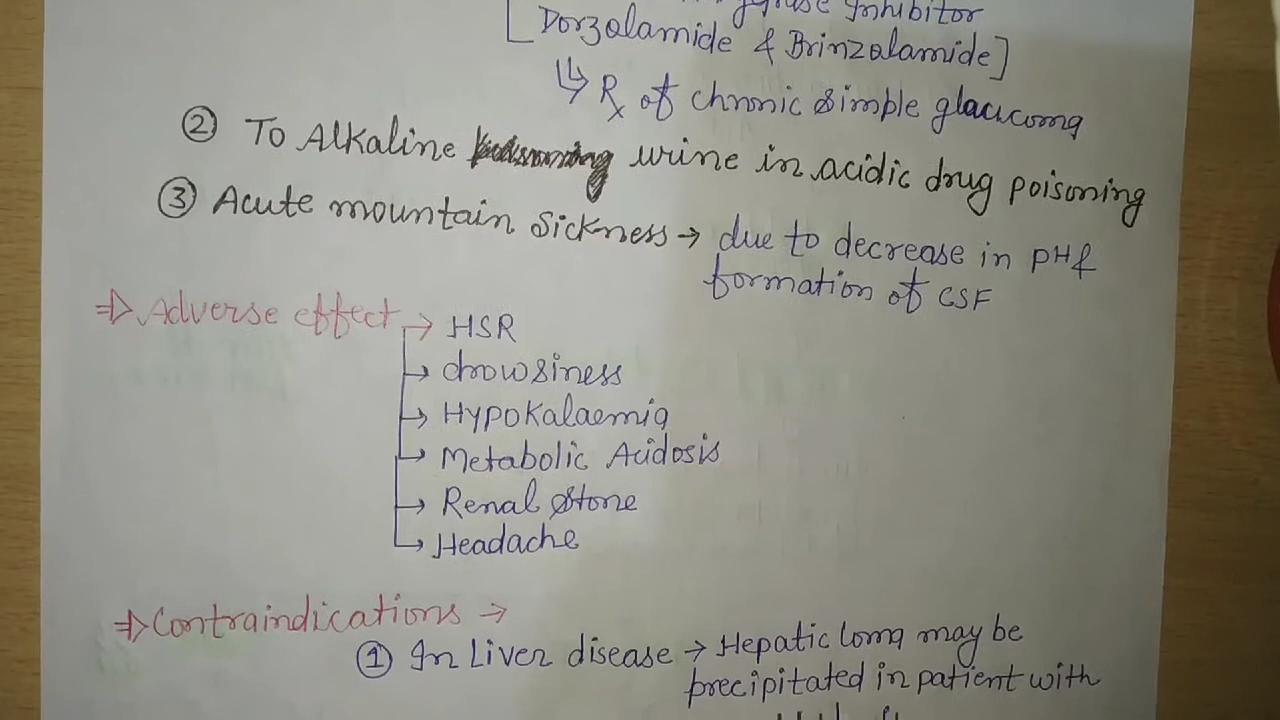 Inhibitor
[Dorzolamide & Brinzolamide]
↳ Rx of chronic simple glaucoma
② To Alkaline urine in acidic drug poisoning
③ Acute mountain Sickness → due to decrease in pH &
formation of CSF
⇒ Adverse effect → HSR
→ drowsiness
→ Hypokalaemia
→ Metabolic Acidosis
→ Renal Stone
→ Headache
⇒ Contraindications →
① In Liver disease → Hepatic Coma may be
precipitated in patient with